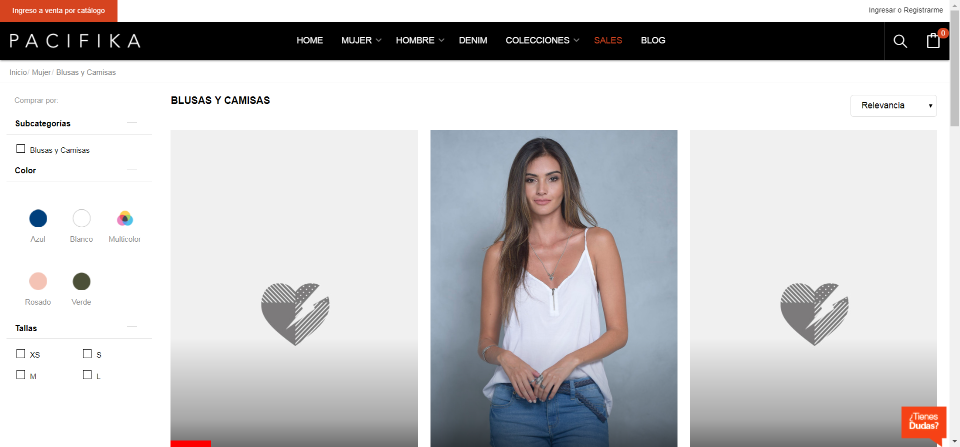 Ingreso a venta por catálogo
Ingresar o Registrarme
PACIFIKA
HOME MUJER HOMBRE DENIM COLECCIONES SALES BLOG
0
Inicio/ Mujer/ Blusas y Camisas
Comprar por:
BLUSAS Y CAMISAS
Relevancia
Subcategorías
Blusas y Camisas
Color
Azul Blanco Multicolor
Rosado Verde
Tallas
XS S
M L
¿Tienes
Dudas?